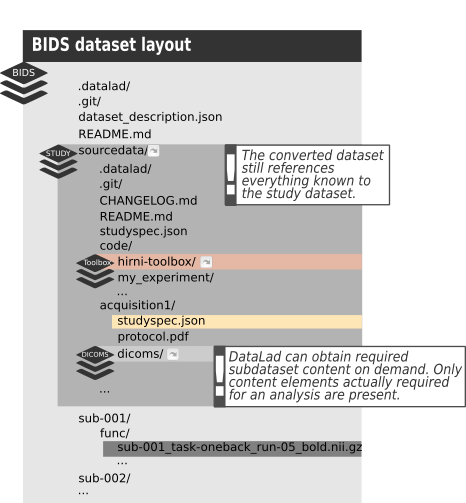 BIDS dataset layout
BIDS
.datalad/
.git/
dataset_description.json
README.md
STUDY
sourcedata/
.datalad/
.git/
CHANGELOG.md
README.md
studyspec.json
code/
Toolbox
hirni-toolbox/
my_experiment/
...
acquisition1/
studyspec.json
protocol.pdf
DICOMS
dicoms/
...
sub-001/
func/
sub-001_task-oneback_run-05_bold.nii.gz
...
sub-002/
...
!
The converted dataset
still references
everything known to
the study dataset.
!
DataLad can obtain required
subdataset content on demand. Only
content elements actually required
for an analysis are present.